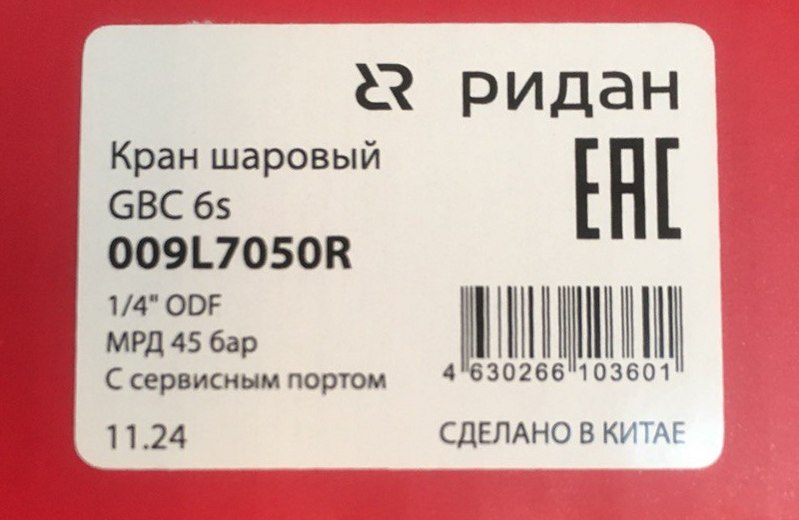 ридан
Кран шаровый
GBC 6s
009L7050R
EAC
1/4" ODF
МРД 45 бар
С сервисным портом
4 630266 103601
11.24
СДЕЛАНО В КИТАЕ